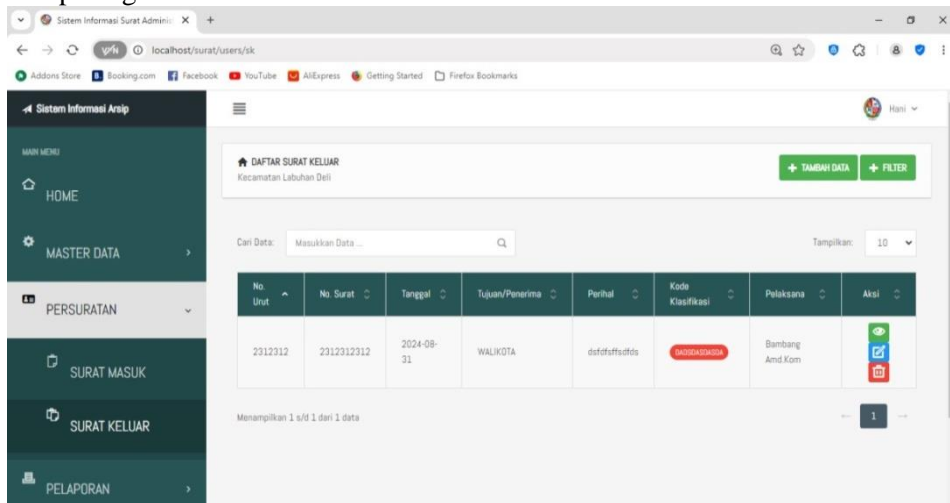 Sistem Informasi Surat Adminis
VPN
localhost/surat/users/sk
Addons Store
Booking.com
Facebook
YouTube
AliExpress
Getting Started
Firefox Bookmarks
Sistem Informasi Arsip
Hani
MAIN MENU
HOME
MASTER DATA
PERSURATAN
SURAT MASUK
SURAT KELUAR
PELAPORAN
DAFTAR SURAT KELUAR
Kecamatan Labuhan Deli
TAMBAH DATA
FILTER
Cari Data:
Masukkan Data ...
Tampilkan:
10
No. Urut
No. Surat
Tanggal
Tujuan/Penerima
Perihal
Kode Klasifikasi
Pelaksana
Aksi
2312312
2312312312
2024-08-
31
WALIKOTA
Bambang
Amd.Kom
Menampilkan 1 s/d 1 dari 1 data
1